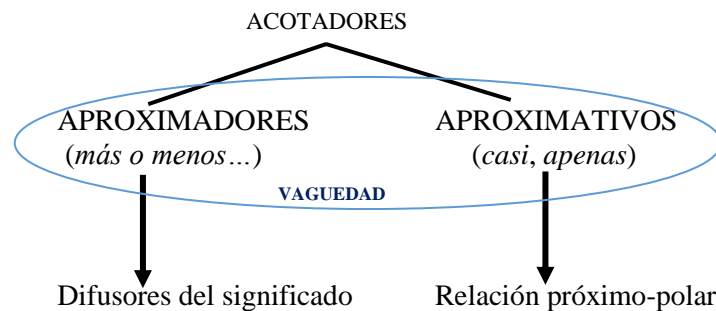 ACOTADORES
APROXIMADORES APROXIMATIVOS
(más o menos…) (casi, apenas)
VAGUEDAD
Difusores del significado Relación próximo-polar